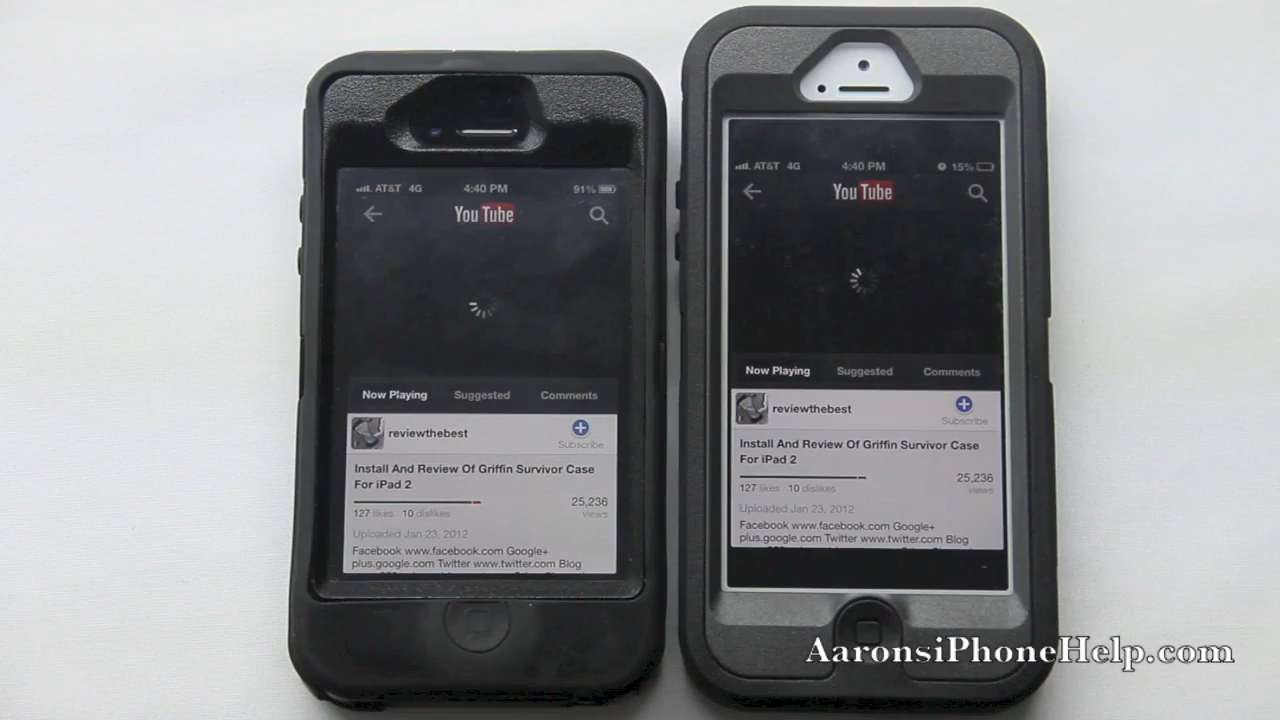 AT&T 4G 4:40 PM 91%
YouTube
Now Playing Suggested Comments
reviewthebest
Subscribe
Install And Review Of Griffin Survivor Case
For iPad 2
25,236
views
127 likes 10 dislikes
Uploaded Jan 23, 2012
Facebook www.facebook.com Google+
plus.google.com Twitter www.twitter.com Blog
AT&T 4G 4:40 PM 15%
YouTube
Now Playing Suggested Comments
reviewthebest
Subscribe
Install And Review Of Griffin Survivor Case
For iPad 2
25,236
views
127 likes 10 dislikes
Uploaded Jan 23, 2012
Facebook www.facebook.com Google+
plus.google.com Twitter www.twitter.com Blog
AaronsiPhoneHelp.com